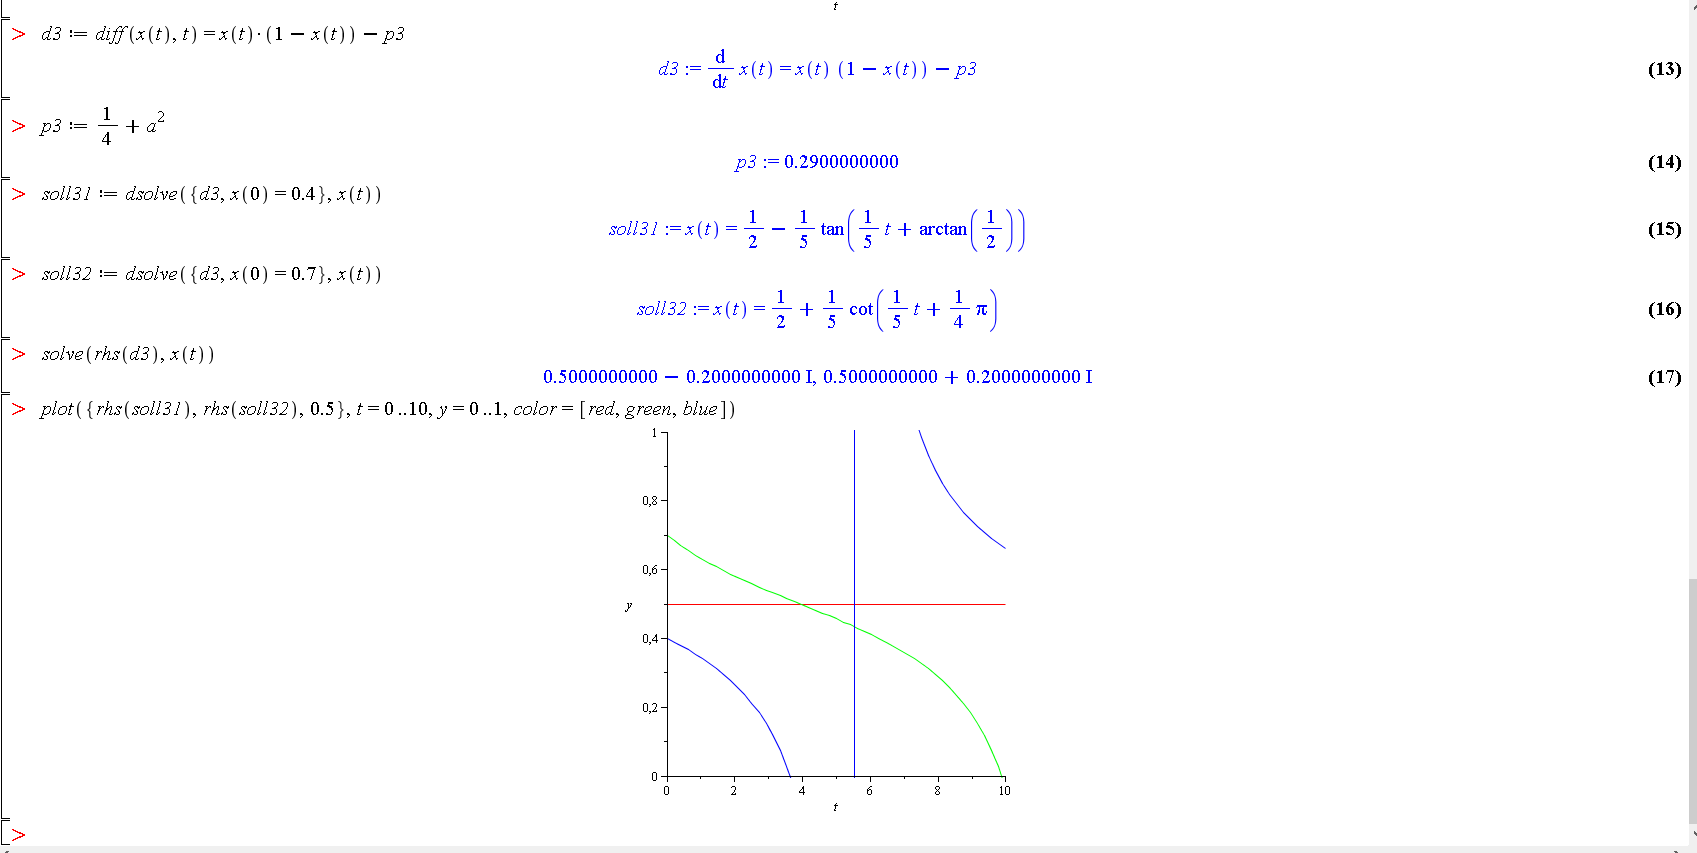 t
> d3 := diff(x(t), t) = x(t)·(1 − x(t)) − p3
d3 := d/dt x(t) = x(t) (1 − x(t)) − p3 (13)
> p3 := 1/4 + a^2
p3 := 0.2900000000 (14)
> soll31 := dsolve({d3, x(0) = 0.4}, x(t))
soll31 := x(t) = 1/2 − 1/5 tan(1/5 t + arctan(1/2)) (15)
> soll32 := dsolve({d3, x(0) = 0.7}, x(t))
soll32 := x(t) = 1/2 + 1/5 cot(1/5 t + 1/4 π) (16)
> solve(rhs(d3), x(t))
0.5000000000 − 0.2000000000 I, 0.5000000000 + 0.2000000000 I (17)
> plot({rhs(soll31), rhs(soll32), 0.5}, t = 0 ..10, y = 0 ..1, color = [red, green, blue])
1
0,8
0,6
y
0,4
0,2
0
0 2 4 6 8 10
t
>